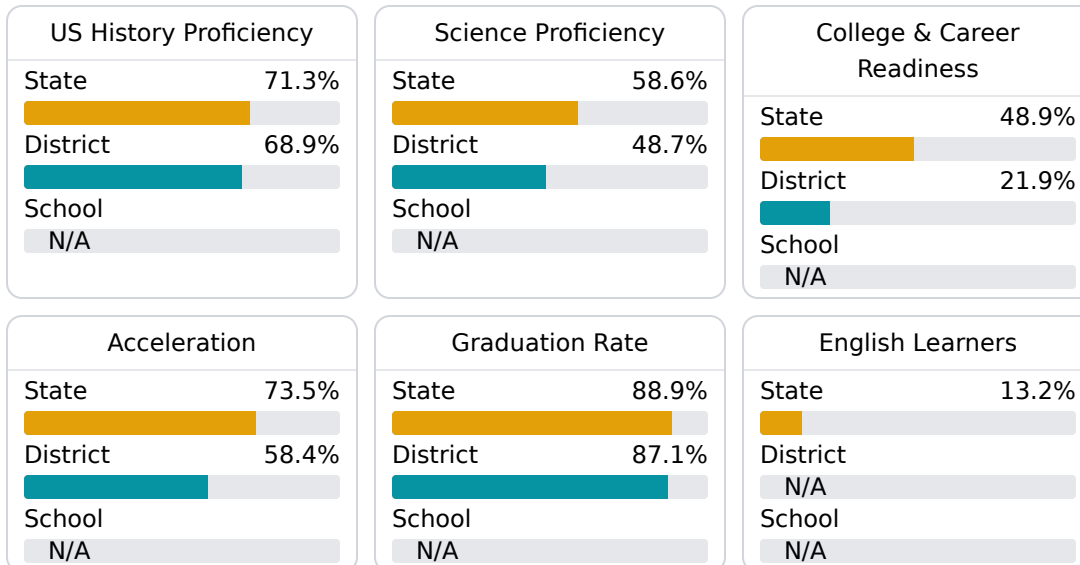 US History Proficiency
State 71.3%
District 68.9%
School
N/A
Science Proficiency
State 58.6%
District 48.7%
School
N/A
College & Career
Readiness
State 48.9%
District 21.9%
School
N/A
Acceleration
State 73.5%
District 58.4%
School
N/A
Graduation Rate
State 88.9%
District 87.1%
School
N/A
English Learners
State 13.2%
District
N/A
School
N/A